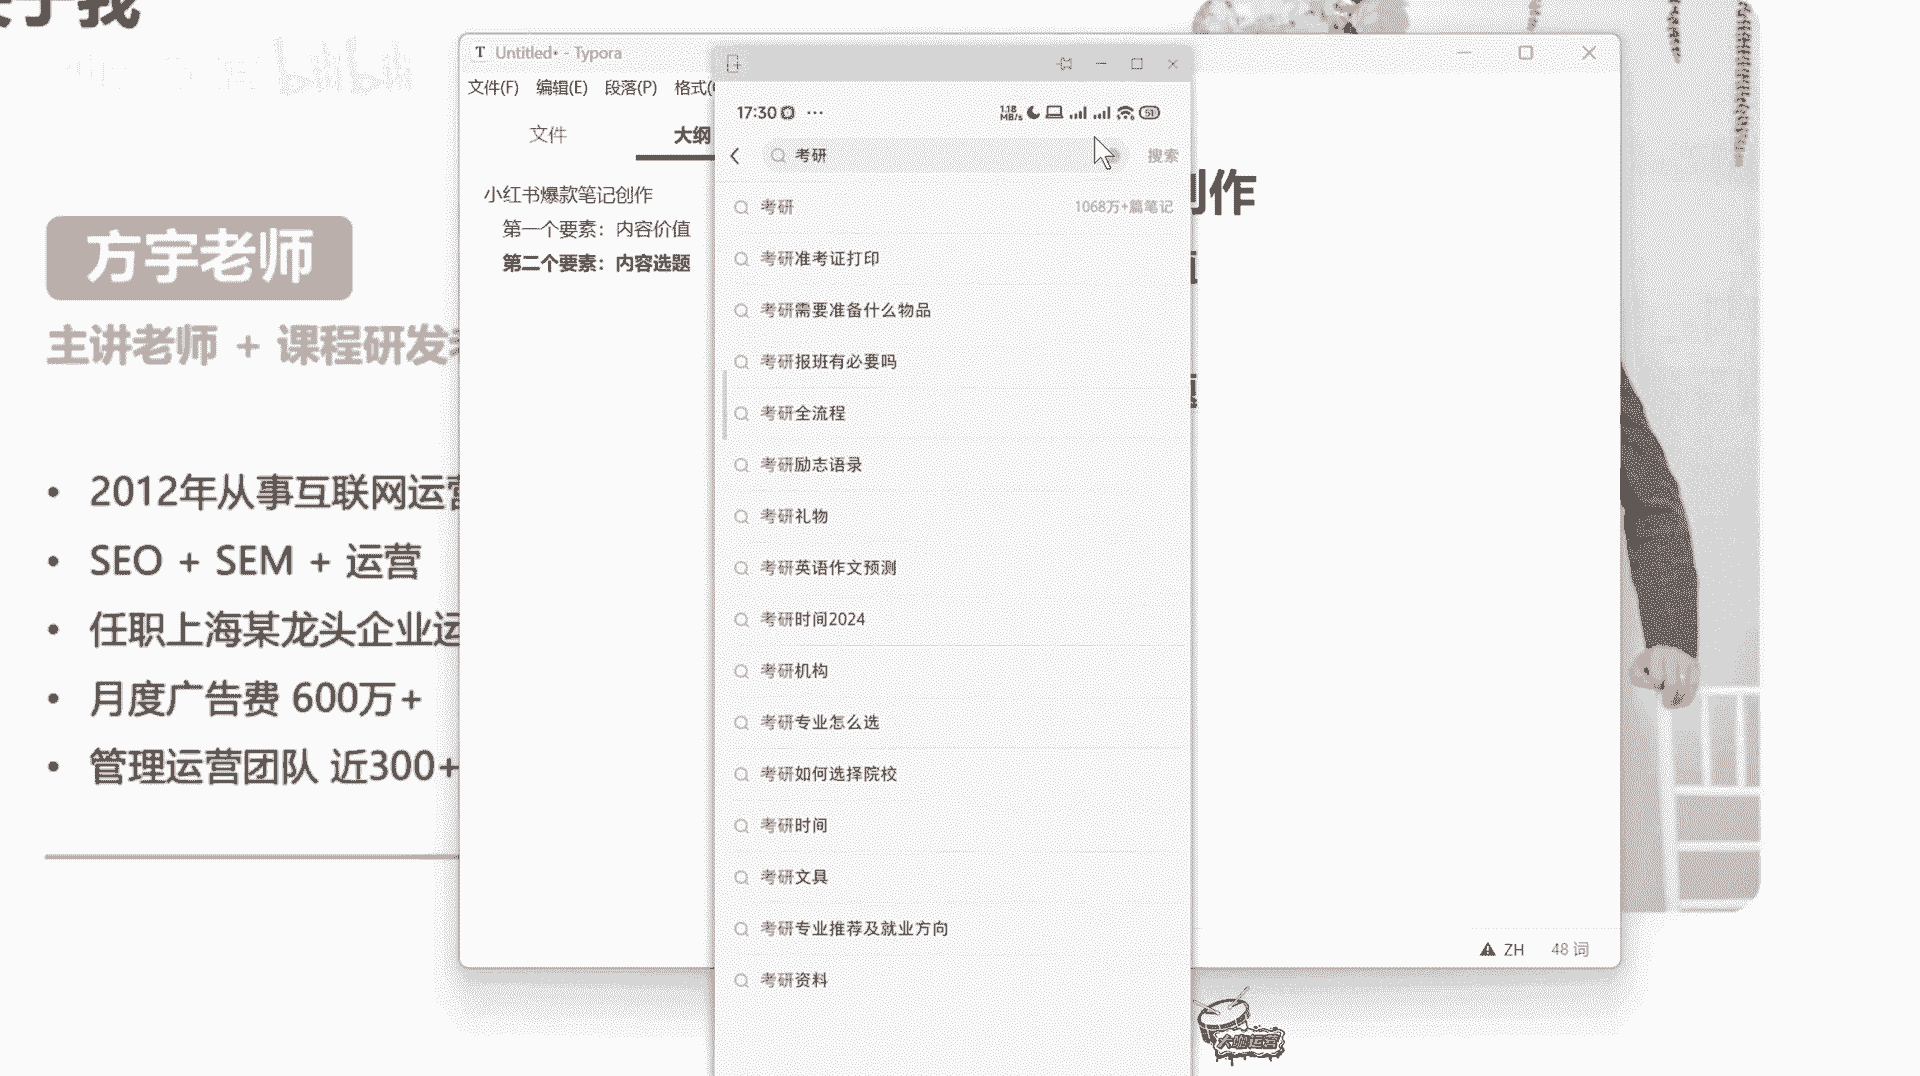 方宇老师
主讲老师 + 课程研发
2012年从事互联网运营
SEO + SEM + 运营
任职上海某龙头企业运
月度广告费 600万+
管理运营团队 近300+
bilibili
Untitled• - Typora
文件(F) 编辑(E) 段落(P) 格式(
文件 大纲
小红书爆款笔记创作
第一个要素：内容价值
第二个要素：内容选题
17:30 ···
1.18 MB/s
51
考研
搜索
考研 1068万+篇笔记
考研准考证打印
考研需要准备什么物品
考研报班有必要吗
考研全流程
考研励志语录
考研礼物
考研英语作文预测
考研时间2024
考研机构
考研专业怎么选
考研如何选择院校
考研时间
考研文具
考研专业推荐及就业方向
考研资料
创作
ZH 48 词
大咖运营